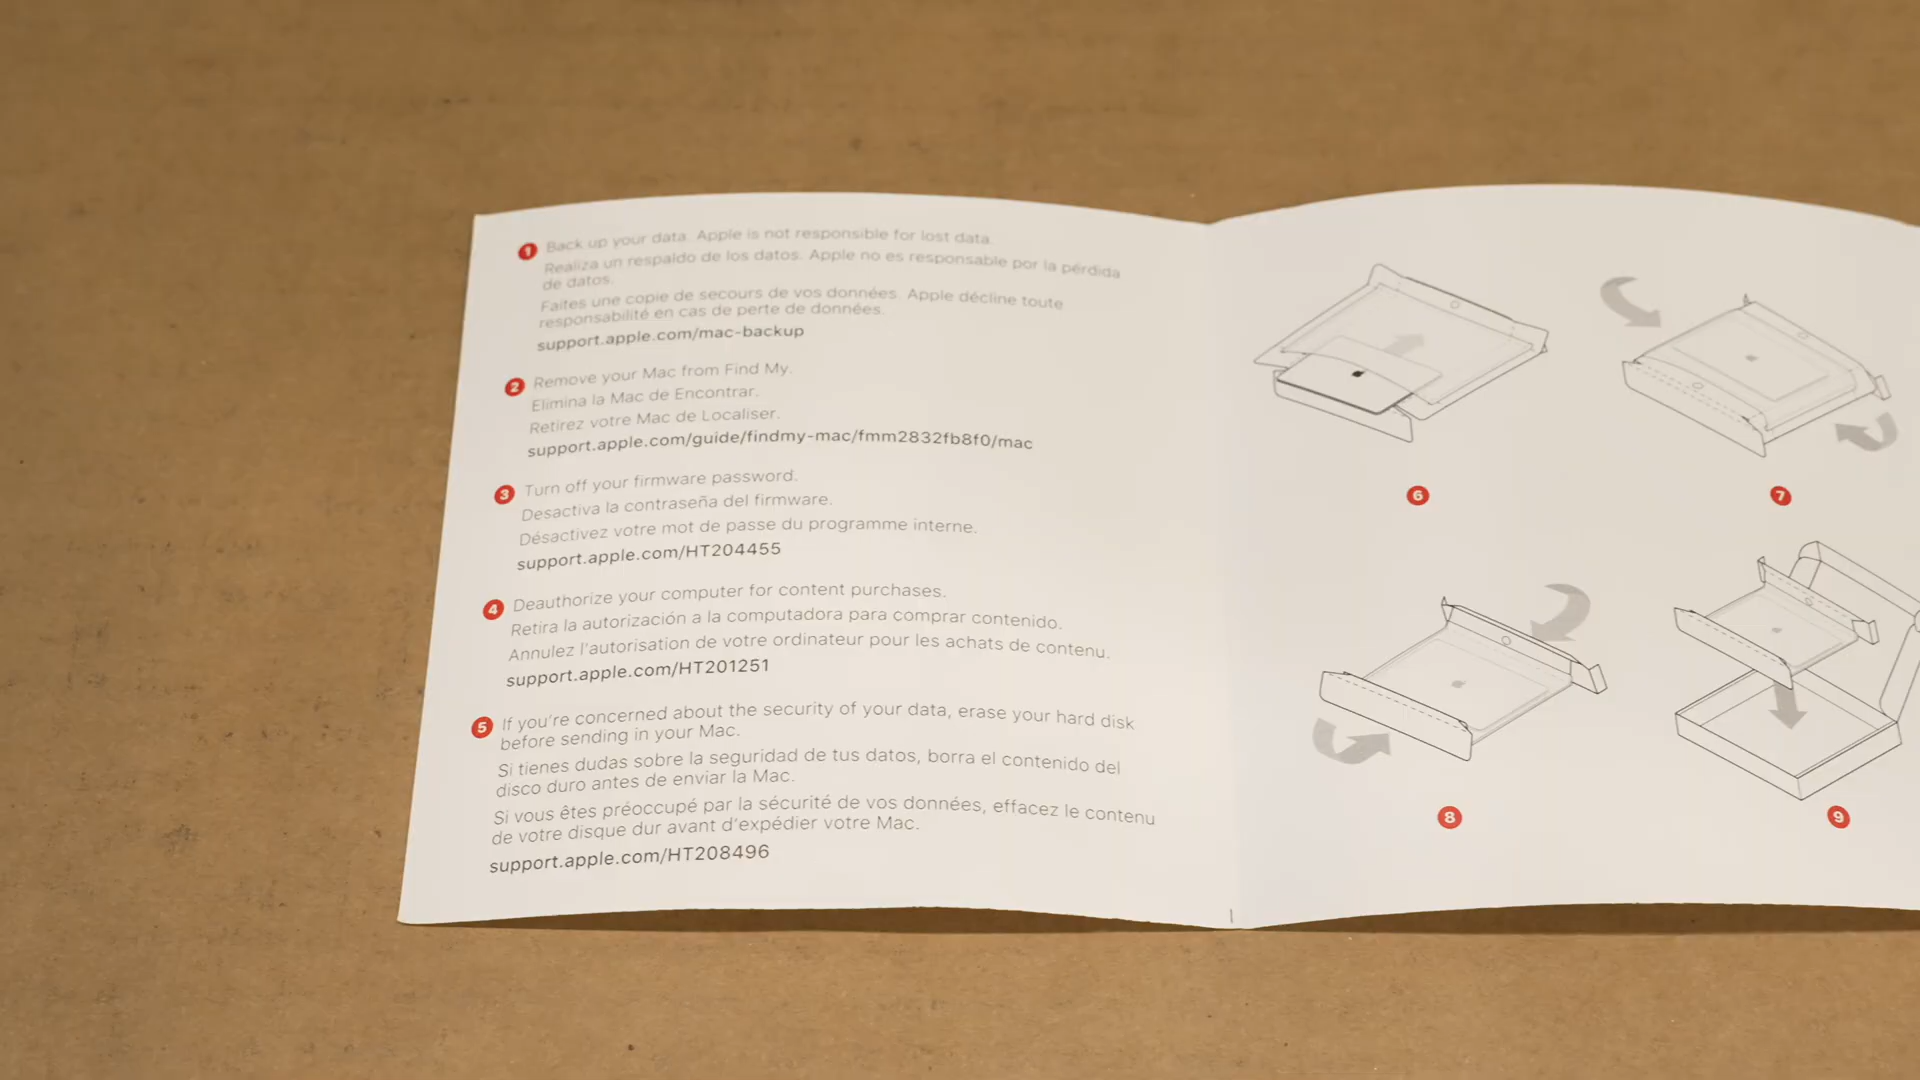 1 Back up your data. Apple is not responsible for lost data.
Realiza un respaldo de los datos. Apple no es responsable por la pérdida
de datos.
Faites une copie de secours de vos données. Apple décline toute
responsabilité en cas de perte de données.
support.apple.com/mac-backup
2 Remove your Mac from Find My.
Elimina la Mac de Encontrar.
Retirez votre Mac de Localiser.
support.apple.com/guide/findmy-mac/fmm2832fb8f0/mac
3 Turn off your firmware password.
Desactiva la contraseña del firmware.
Désactivez votre mot de passe du programme interne.
support.apple.com/HT204455
4 Deauthorize your computer for content purchases.
Retira la autorización a la computadora para comprar contenido.
Annulez l'autorisation de votre ordinateur pour les achats de contenu.
support.apple.com/HT201251
5 If you're concerned about the security of your data, erase your hard disk
before sending in your Mac.
Si tienes dudas sobre la seguridad de tus datos, borra el contenido del
disco duro antes de enviar la Mac.
Si vous êtes préoccupé par la sécurité de vos données, effacez le contenu
de votre disque dur avant d'expédier votre Mac.
support.apple.com/HT208496
6
7
8
9